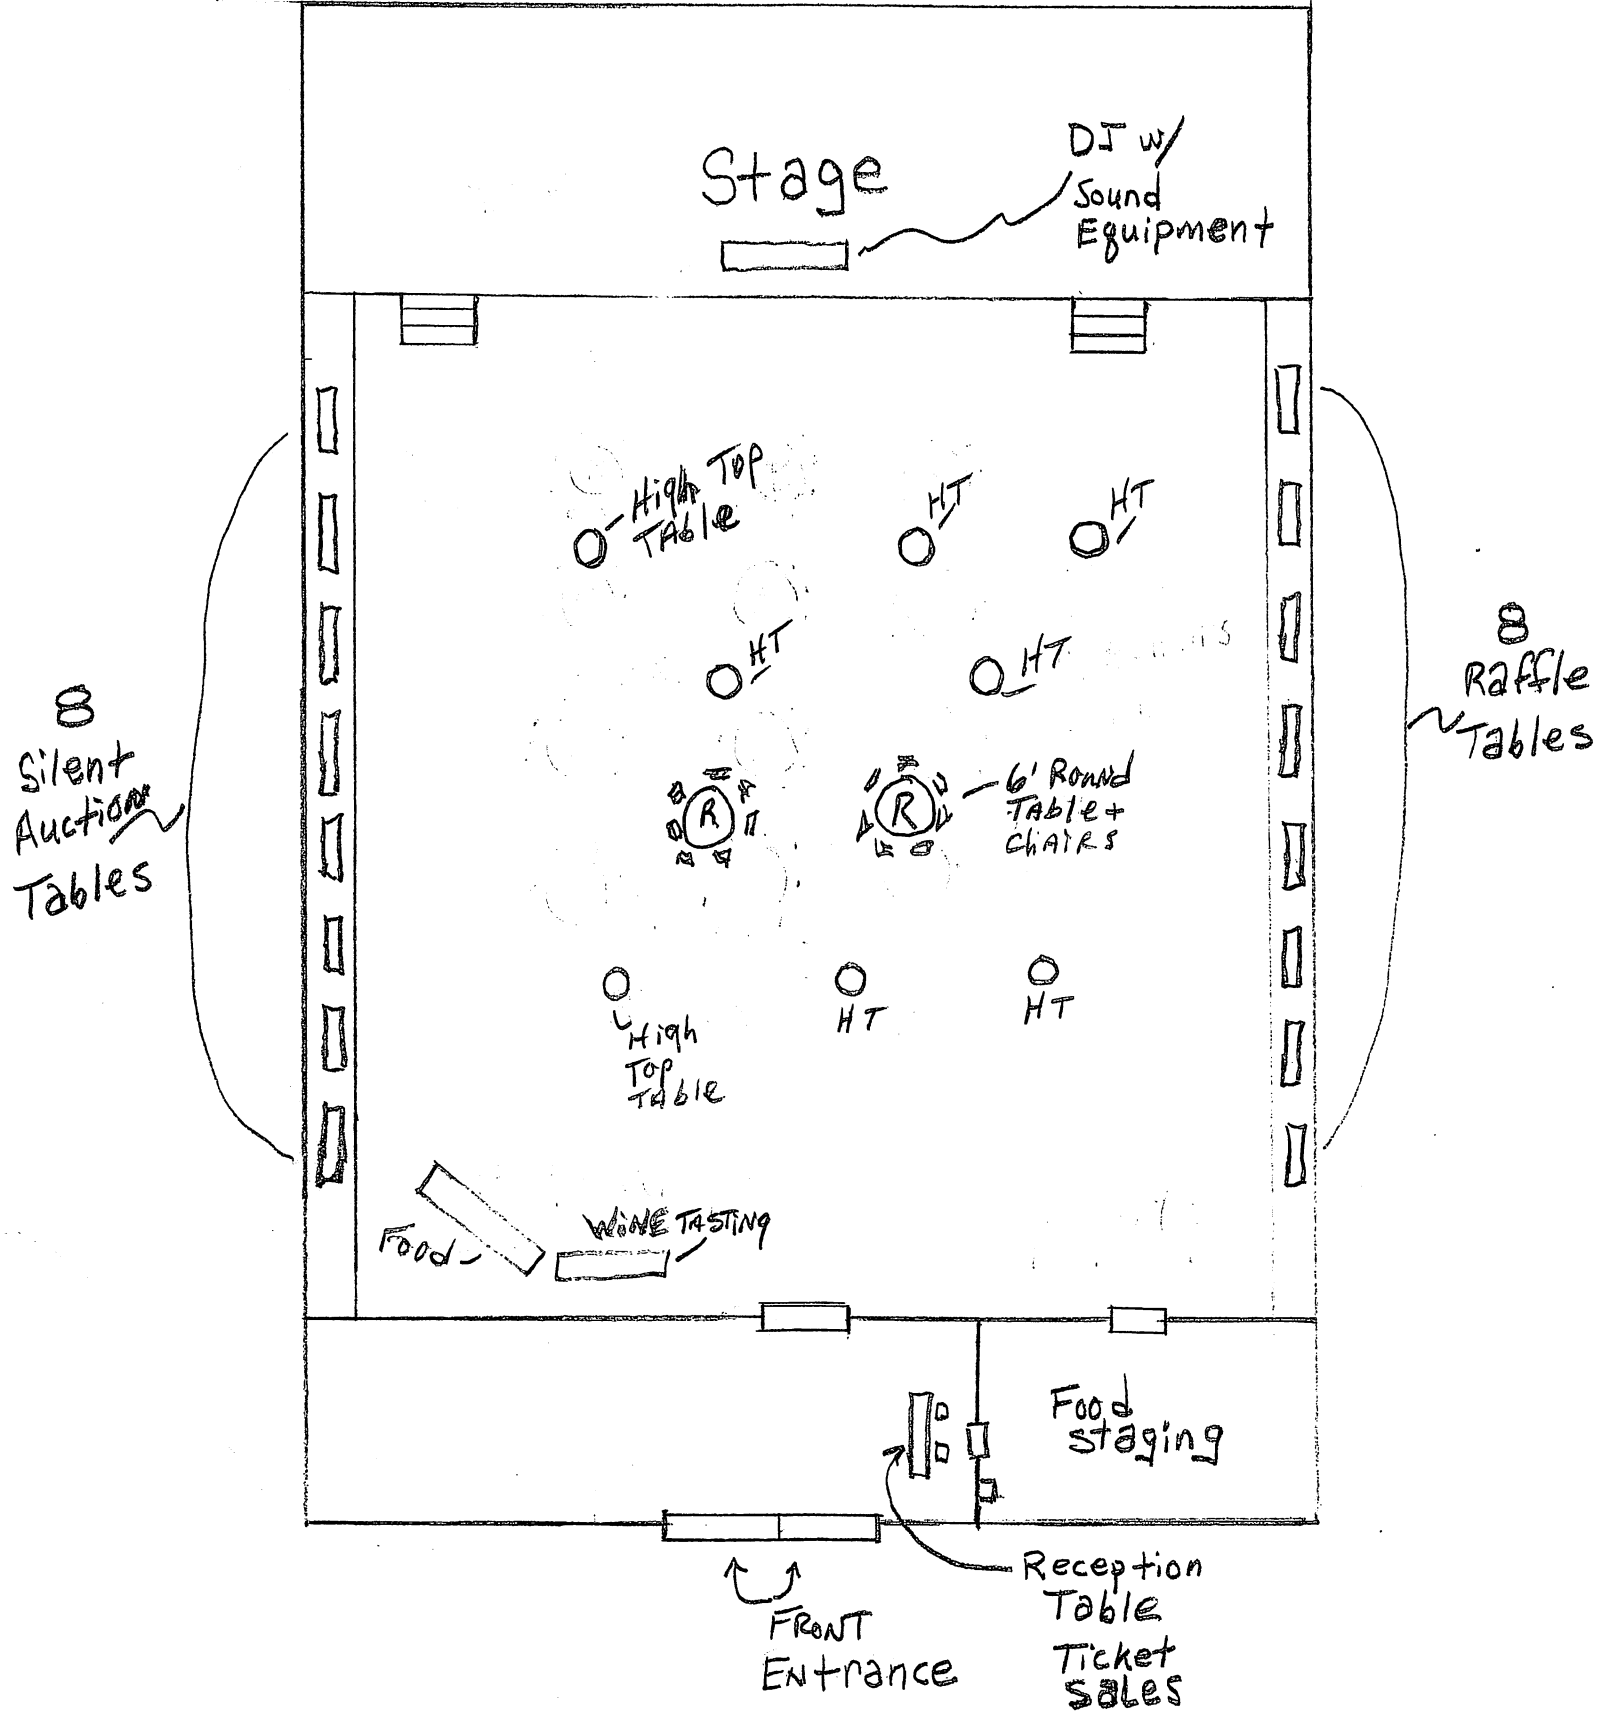 Stage
DJ w/
Sound
Equipment
High Top
TAble
HT
HT
HT
HT
8
Silent
Auction
Tables
8
Raffle
Tables
R
R
6' Round
TAble +
ChAiRs
High
Top
TAble
HT
HT
Food
WiNE TASTiNg
Food
Staging
Reception
Table
Ticket
Sales
FRoNT
ENtrance